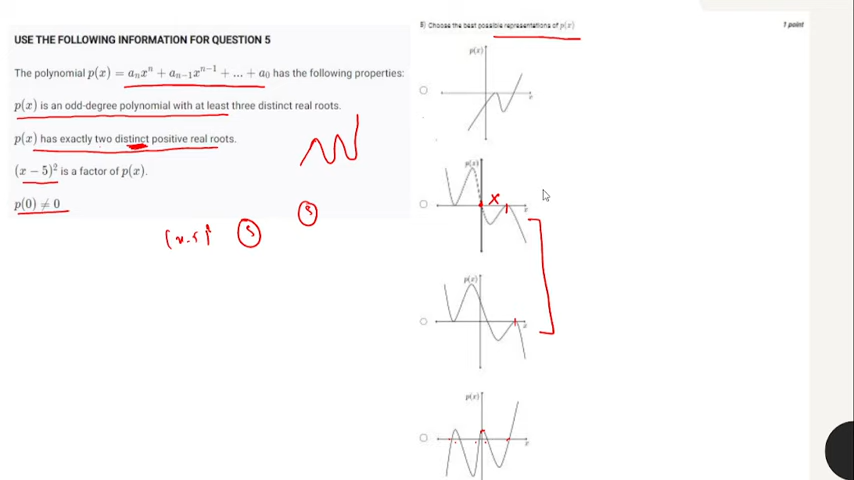 USE THE FOLLOWING INFORMATION FOR QUESTION 5
The polynomial p(x) = aₙxⁿ + aₙ₋₁xⁿ⁻¹ + ... + a₀ has the following properties:
p(x) is an odd-degree polynomial with at least three distinct real roots.
p(x) has exactly two distinct positive real roots.
(x − 5)² is a factor of p(x).
p(0) ≠ 0
5
5
5) Choose the best possible representations of p(x)
1 point
p(x)
x
p(x)
x
x
p(x)
x
p(x)
x